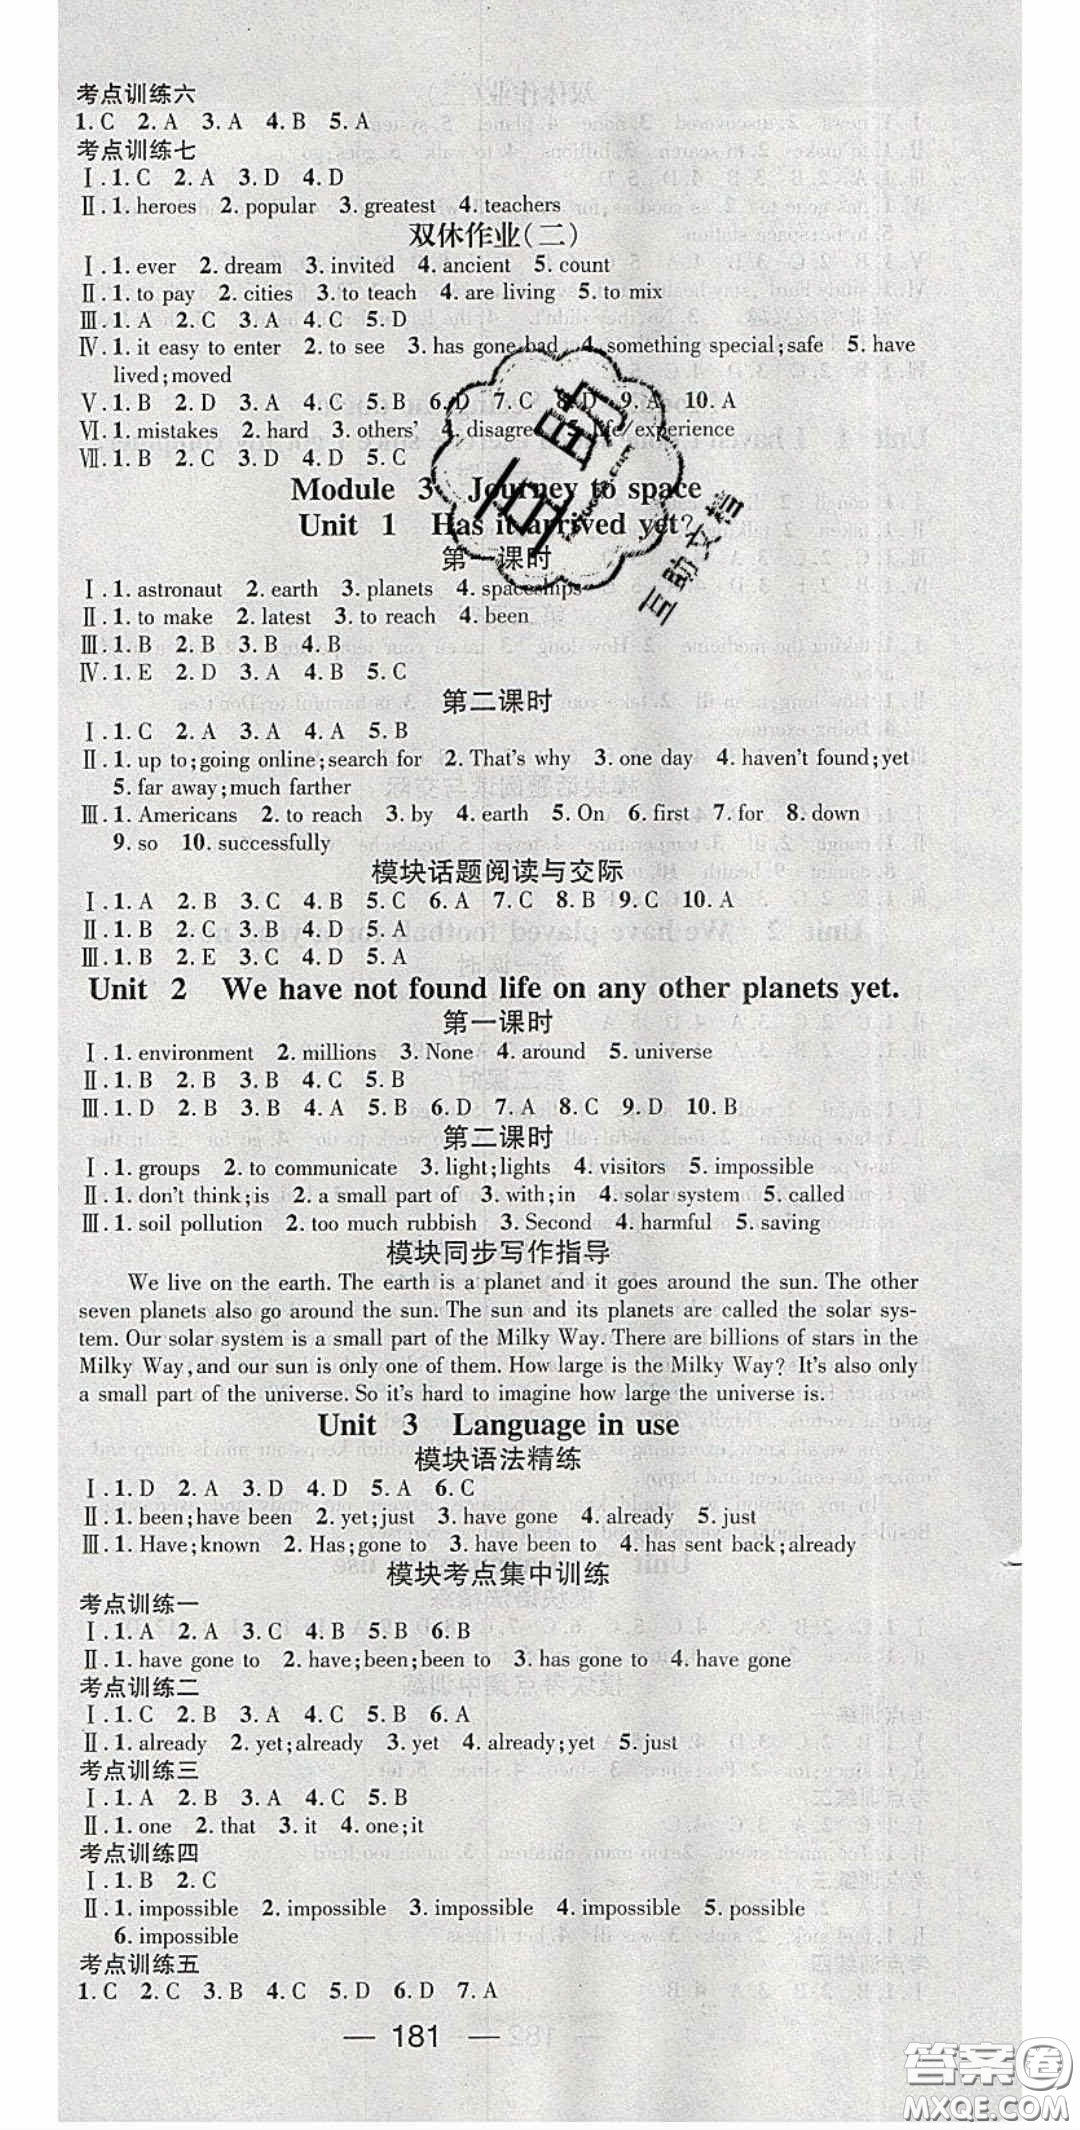 考点训练六
1.C 2.A 3.A 4.B 5.A
考点训练七
Ⅰ.1.C 2.A 3.D 4.D
Ⅱ.1. heroes 2. popular 3. greatest 4. teachers
双休作业(二)
Ⅰ.1. ever 2. dream 3. invited 4. ancient 5. count
Ⅱ.1. to pay 2. cities 3. to teach 4. are living 5. to mix
Ⅲ.1. A 2. C 3. A 4. C 5. D
Ⅳ.1. it easy to enter 2. to see 3. has gone bad 4. something special;safe 5. have
lived;moved
Ⅴ.1. B 2. D 3. A 4. C 5. B 6. D 7. C 8. D 9. A 10. A
Ⅵ.1. mistakes 2. hard 3. others' 4. disagree 5. life/experience
Ⅶ.1. B 2. C 3. D 4. D 5. C
Module 3 Journey to space
Unit 1 Has it arrived yet?
第一课时
Ⅰ.1. astronaut 2. earth 3. planets 4. spaceships
Ⅱ.1. to make 2. latest 3. to reach 4. been
Ⅲ.1. B 2. B 3. B 4. B
Ⅳ.1. E 2. D 3. A 4. B 5. C
第二课时
Ⅰ.1. C 2. A 3. A 4. A 5. B
Ⅱ.1. up to;going online;search for 2. That's why 3. one day 4. haven't found;yet
5. far away;much farther
Ⅲ.1. Americans 2. to reach 3. by 4. earth 5. On 6. first 7. for 8. down
9. so 10. successfully
模块话题阅读与交际
Ⅰ.1. A 2. B 3. C 4. B 5. C 6. A 7. C 8. B 9. C 10. A
Ⅱ.1. B 2. C 3. B 4. D 5. A
Ⅲ.1. B 2. E 3. C 4. D 5. A
Unit 2 We have not found life on any other planets yet.
第一课时
Ⅰ.1. environment 2. millions 3. None 4. around 5. universe
Ⅱ.1. B 2. B 3. B 4. C 5. B
Ⅲ.1. D 2. B 3. A 4. A 5. B 6. D 7. A 8. C 9. D 10. B
第二课时
Ⅰ.1. groups 2. to communicate 3. light;lights 4. visitors 5. impossible
Ⅱ.1. don't think;is 2. a small part of 3. with;in 4. solar system 5. called
Ⅲ.1. soil pollution 2. too much rubbish 3. Second 4. harmful 5. saving
模块同步写作指导
We live on the earth. The earth is a planet and it goes around the sun. The other
seven planets also go around the sun. The sun and its planets are called the solar sys-
tem. Our solar system is a small part of the Milky Way. There are billions of stars in the
Milky Way,and our sun is only one of them. How large is the Milky Way? It's also only
a small part of the universe. So it's hard to imagine how large the universe is.
Unit 3 Language in use
模块语法精练
Ⅰ.1. D 2. A 3. D 4. D 5. A 6. C
Ⅱ.1. been;have been 2. yet;just 3. have gone 4. already 5. just
Ⅲ.1. Have;known 2. Has;gone to 3. have been to 4. has sent back;already
模块考点集中训练
考点训练一
Ⅰ.1. A 2. A 3. C 4. B 5. B 6. B
Ⅱ.1. have gone to 2. have;been;been to 3. has gone to 4. have gone
考点训练二
Ⅰ.1. C 2. B 3. A 4. C 5. B 6. A
Ⅱ.1. already 2. yet;already 3. yet 4. already;yet 5. just
考点训练三
Ⅰ.1. A 2. B 3. A 4. C 5. B
Ⅱ.1. one 2. that 3. it 4. one;it
考点训练四
Ⅰ.1. B 2. C
Ⅱ.1. impossible 2. impossible 3. impossible 4. impossible 5. possible
6. impossible
考点训练五
1. C 2. C 3. B 4. C 5. D 6. D 7. A
— 181 —
互助
互助文档
答案圈
MXQE.COM